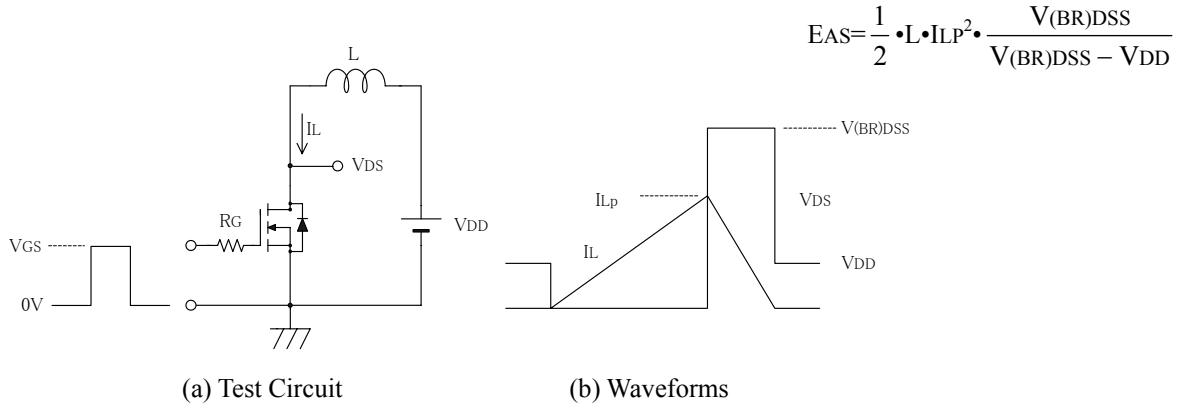 EAS=1/2•L•ILP²•V(BR)DSS/V(BR)DSS – VDD
L
IL
VDS
RG
VDD
VGS
0V
V(BR)DSS
ILp
VDS
IL
VDD
(a) Test Circuit
(b) Waveforms